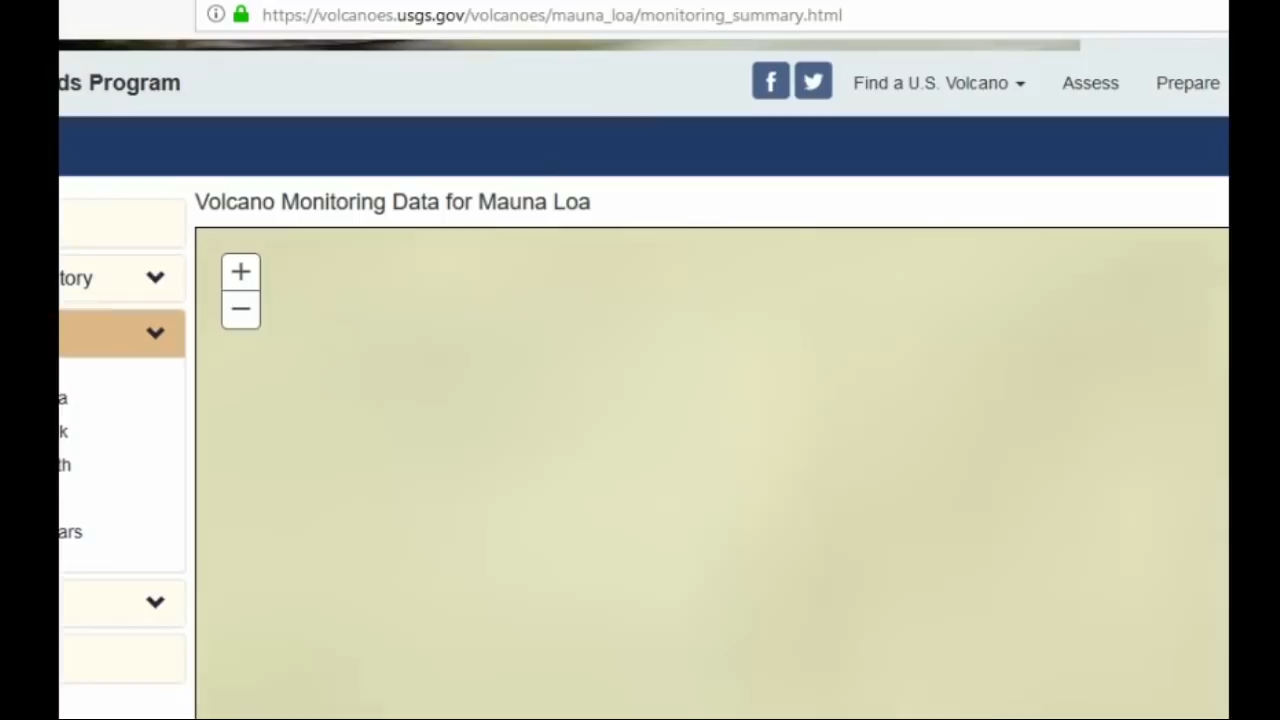 https://volcanoes.usgs.gov/volcanoes/mauna_loa/monitoring_summary.html
ds Program
Find a U.S. Volcano
Assess
Prepare
Volcano Monitoring Data for Mauna Loa
+
−
tory
a
k
th
ars